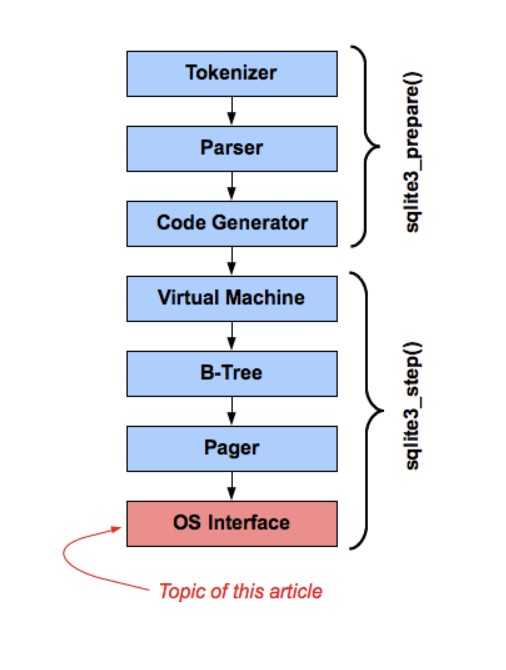 Tokenizer
Parser
Code Generator
sqlite3_prepare()
Virtual Machine
B-Tree
Pager
OS Interface
sqlite3_step()
Topic of this article